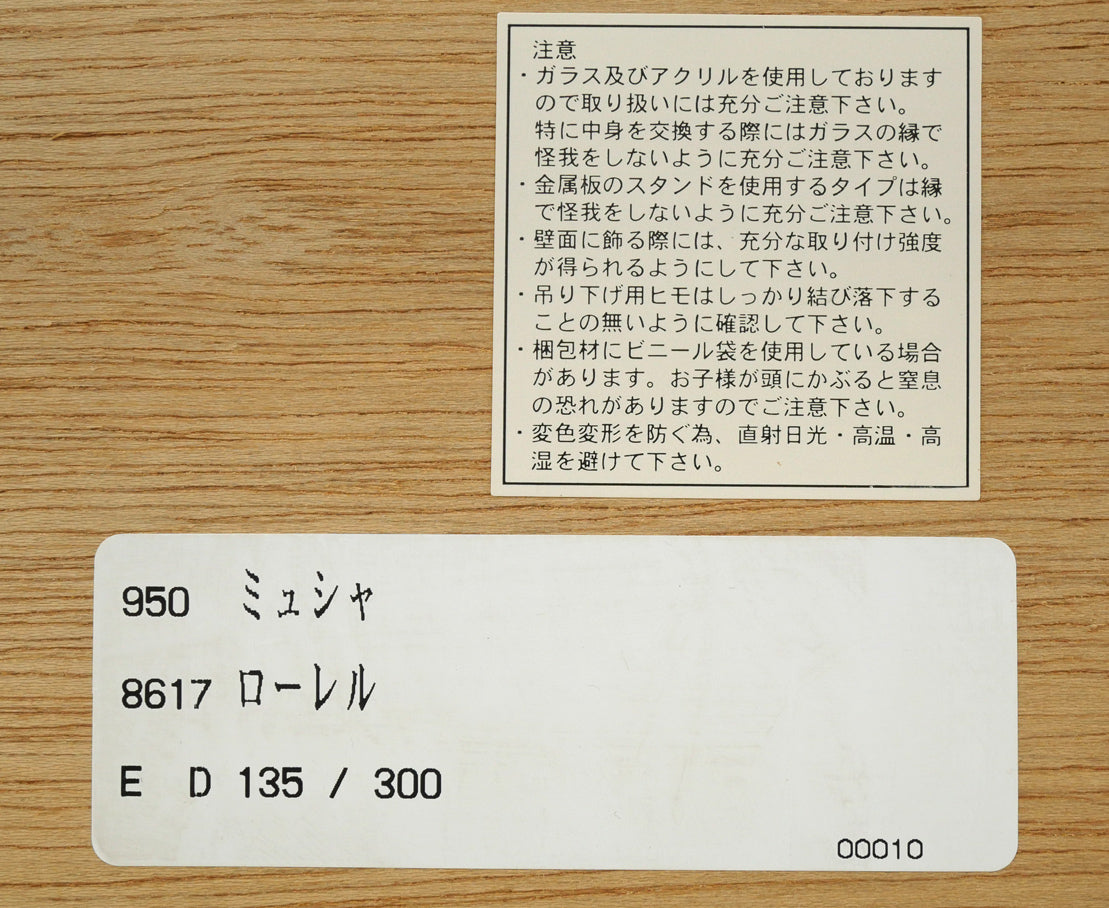 注意
・ガラス及びアクリルを使用しております
ので取り扱いには充分ご注意下さい。
特に中身を交換する際にはガラスの縁で
怪我をしないように充分ご注意下さい。
・金属板のスタンドを使用するタイプは縁
で怪我をしないように充分ご注意下さい。
・壁面に飾る際には、充分な取り付け強度
が得られるようにして下さい。
・吊り下げ用ヒモはしっかり結び落下する
ことの無いように確認して下さい。
・梱包材にビニール袋を使用している場合
があります。お子様が頭にかぶると窒息
の恐れがありますのでご注意下さい。
・変色変形を防ぐ為、直射日光・高温・高
湿を避けて下さい。
950 ミュシャ
8617 ローレル
E D 135 / 300
00010